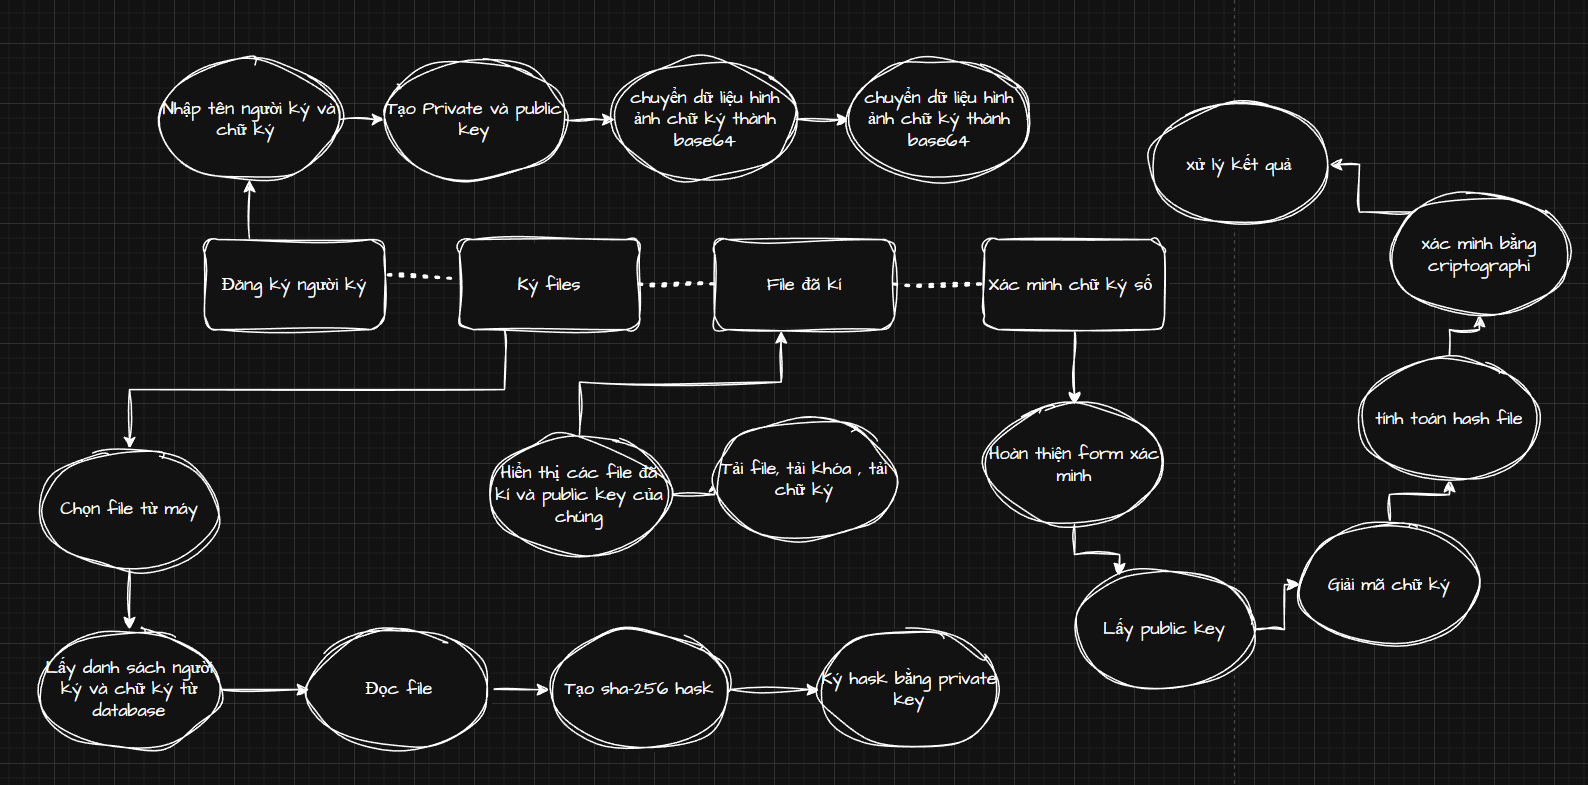 Nhập tên người ký và
chữ ký
Tạo Private và public
key
chuyển dữ liệu hình
ảnh chữ ký thành
base64
chuyển dữ liệu hình
ảnh chữ ký thành
base64
xử lý kết quả
xác minh bằng
criptographi
Đăng ký người ký
Ký files
File đã kí
Xác minh chữ ký số
tính toán hash file
Hiển thị các file đã
kí và public key của
chúng
Tải file, tải khóa , tải
chữ ký
Hoàn thiện form xác
minh
Chọn file từ máy
Giải mã chữ ký
Lấy public key
Lấy danh sách người
ký và chữ ký từ
database
Đọc file
Tạo sha-256 hask
Ký hask bằng private
key